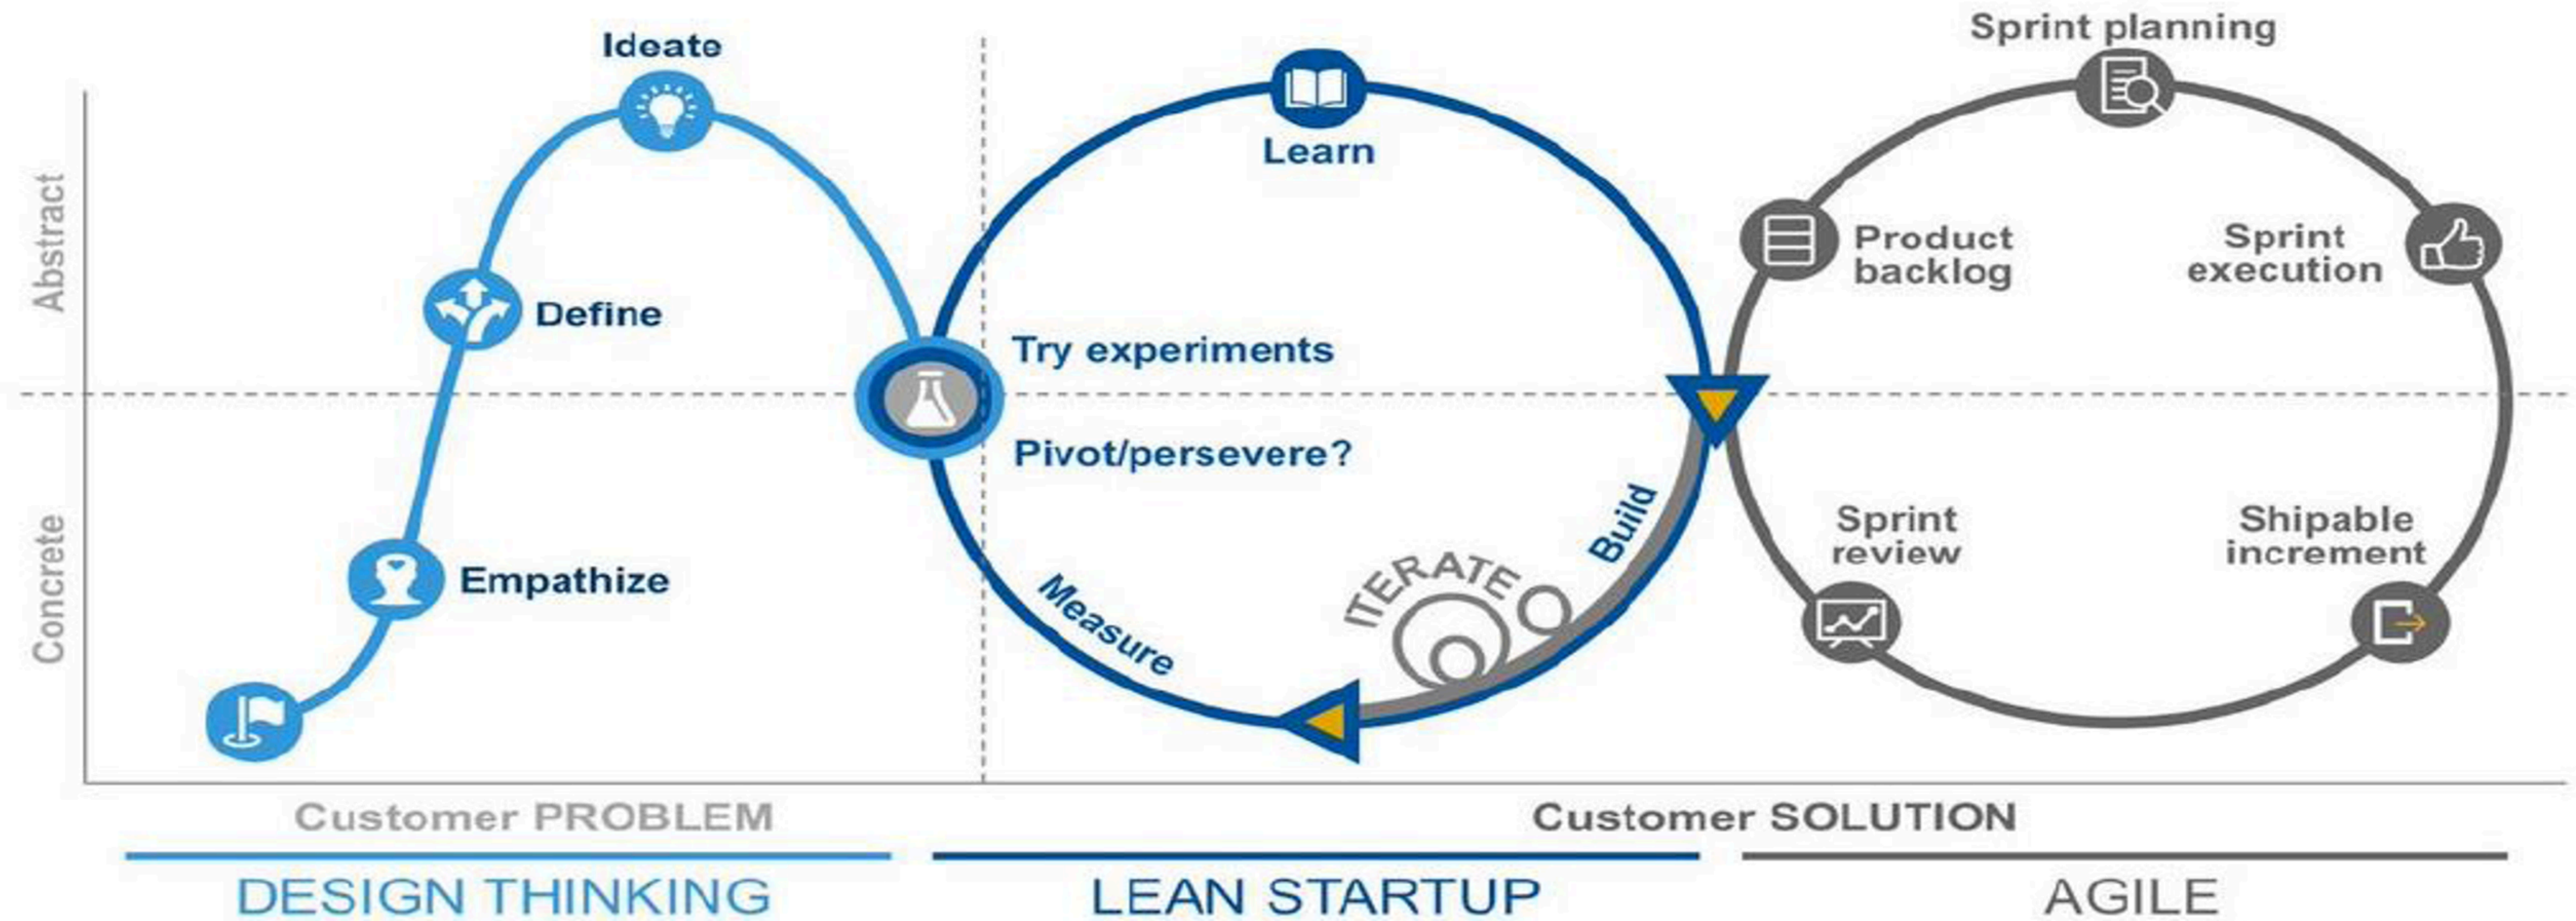 Abstract
Concrete
Ideate
Define
Empathize
Learn
Try experiments
Pivot/persevere?
Measure
ITERATE
Build
Sprint planning
Product
backlog
Sprint
execution
Sprint
review
Shipable
increment
Customer PROBLEM
Customer SOLUTION
DESIGN THINKING
LEAN STARTUP
AGILE